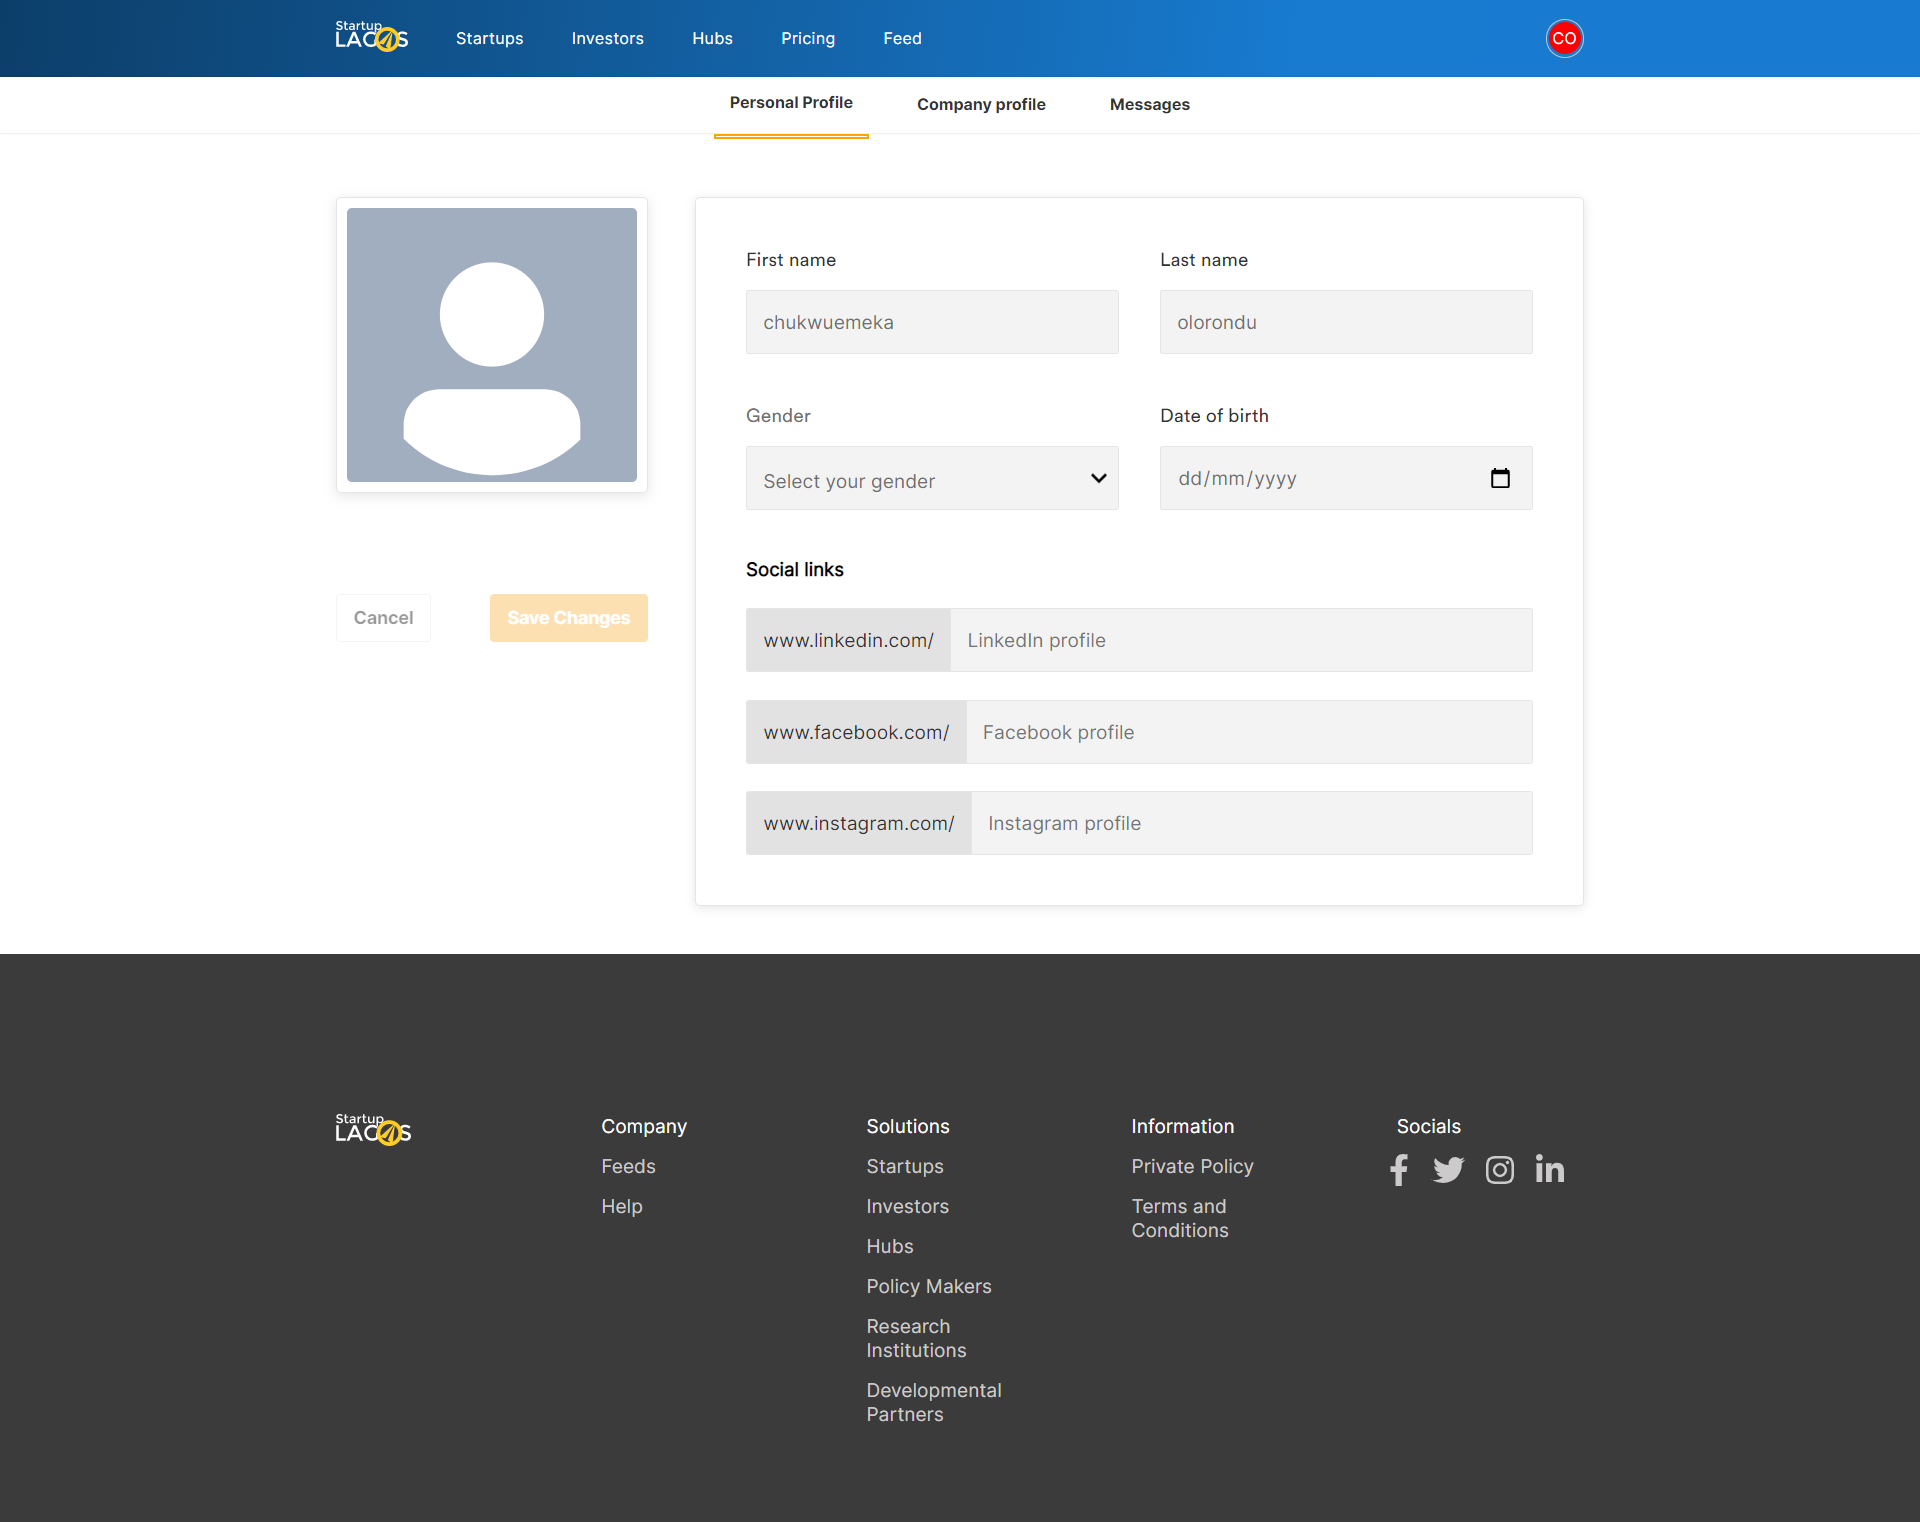 Startup
LAGOS
Startups Investors Hubs Pricing Feed
CO
Personal Profile Company profile Messages
First name Last name
chukwuemeka olorondu
Gender Date of birth
Select your gender dd/mm/yyyy
Social links
Cancel Save Changes
www.linkedin.com/ LinkedIn profile
www.facebook.com/ Facebook profile
www.instagram.com/ Instagram profile
Startup
LAGOS
Company
Feeds
Help
Solutions
Startups
Investors
Hubs
Policy Makers
Research
Institutions
Developmental
Partners
Information
Private Policy
Terms and
Conditions
Socials